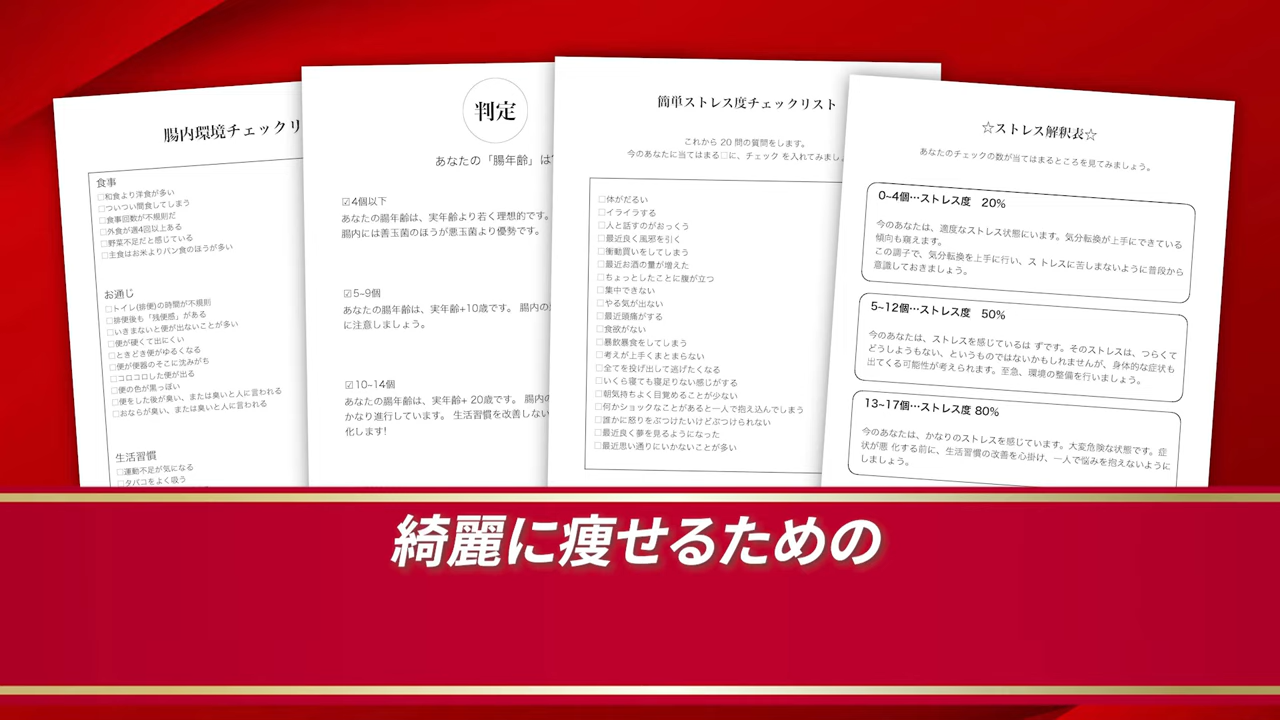 腸内環境チェックリ
食事
□和食より洋食が多い
□ついつい間食してしまう
□食事回数が不規則だ
□外食が週4回以上ある
□野菜不足だと感じている
□主食はお米よりパン食のほうが多い
お通じ
□トイレ(排便)の時間が不規則
□排便後も「残便感」がある
□いきまないと便が出ないことが多い
□便が硬くて出にくい
□ときどき便がゆるくなる
□便が便器のそこに沈みがち
□コロコロした便が出る
□便の色が黒っぽい
□便をした後が臭い、または臭いと人に言われる
□おならが臭い、または臭いと人に言われる
生活習慣
□運動不足が気になる
□タバコをよく吸う
判定
あなたの「腸年齢」は
☑4個以下
あなたの腸年齢は、実年齢より若く理想的です。
腸内には善玉菌のほうが悪玉菌より優勢です。
☑5~9個
あなたの腸年齢は、実年齢+10歳です。 腸内の
に注意しましょう。
☑10~14個
あなたの腸年齢は、実年齢+ 20歳です。 腸内の
かなり進行しています。 生活習慣を改善しない
化します!
簡単ストレス度チェックリスト
これから 20 問の質問をします。
今のあなたに当てはまる□に、チェック を入れてみまし
□体がだるい
□イライラする
□人と話すのがおっくう
□最近良く風邪を引く
□衝動買いをしてしまう
□最近お酒の量が増えた
□ちょっとしたことに腹が立つ
□集中できない
□やる気が出ない
□最近頭痛がする
□食欲がない
□暴飲暴食をしてしまう
□考えが上手くまとまらない
□全てを投げ出して逃げたくなる
□いくら寝ても寝足りない感じがする
□朝気持ちよく目覚めることが少ない
□何かショックなことがあると一人で抱え込んでしまう
□誰かに怒りをぶつけたいけどぶつけられない
□最近良く夢を見るようになった
□最近思い通りにいかないことが多い
☆ストレス解釈表☆
あなたのチェックの数が当てはまるところを見てみましょう。
0~4個…ストレス度 20%
今のあなたは、適度なストレス状態にいます。気分転換が上手にできている
傾向も窺えます。
この調子で、気分転換を上手に行い、ス トレスに苦しまないように普段から
意識しておきましょう。
5~12個…ストレス度 50%
今のあなたは、ストレスを感じているは ずです。そのストレスは、つらくて
どうしようもない、というものではないかもしれませんが、身体的な症状も
出てくる可能性が考えられます。至急、環境の整備を行いましょう。
13~17個…ストレス度 80%
今のあなたは、かなりのストレスを感じています。大変危険な状態です。症
状が悪 化する前に、生活習慣の改善を心掛け、一人で悩みを抱えないように
しましょう。
綺麗に痩せるための